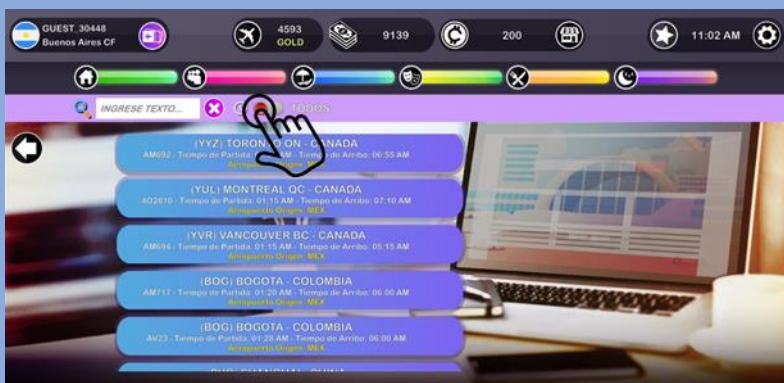 GUEST_30448
Buenos Aires CF
4593
GOLD
9139
200
11:02 AM
INGRESE TEXTO...
TODOS
(YYZ) TORONTO ON - CANADA
AM692 - Tiempo de Partida: AM - Tiempo de Arribo: 06:55 AM
Aeropuerto Origen: MEX
(YUL) MONTREAL QC - CANADA
4O2010 - Tiempo de Partida: 01:15 AM - Tiempo de Arribo: 07:10 AM
Aeropuerto Origen: MEX
(YVR) VANCOUVER BC - CANADA
AM696 - Tiempo de Partida: 01:15 AM - Tiempo de Arribo: 05:15 AM
Aeropuerto Origen: MEX
(BOG) BOGOTA - COLOMBIA
AM717 - Tiempo de Partida: 01:20 AM - Tiempo de Arribo: 06:00 AM
Aeropuerto Origen: MEX
(BOG) BOGOTA - COLOMBIA
AV23 - Tiempo de Partida: 01:28 AM - Tiempo de Arribo: 06:00 AM
Aeropuerto Origen: MEX